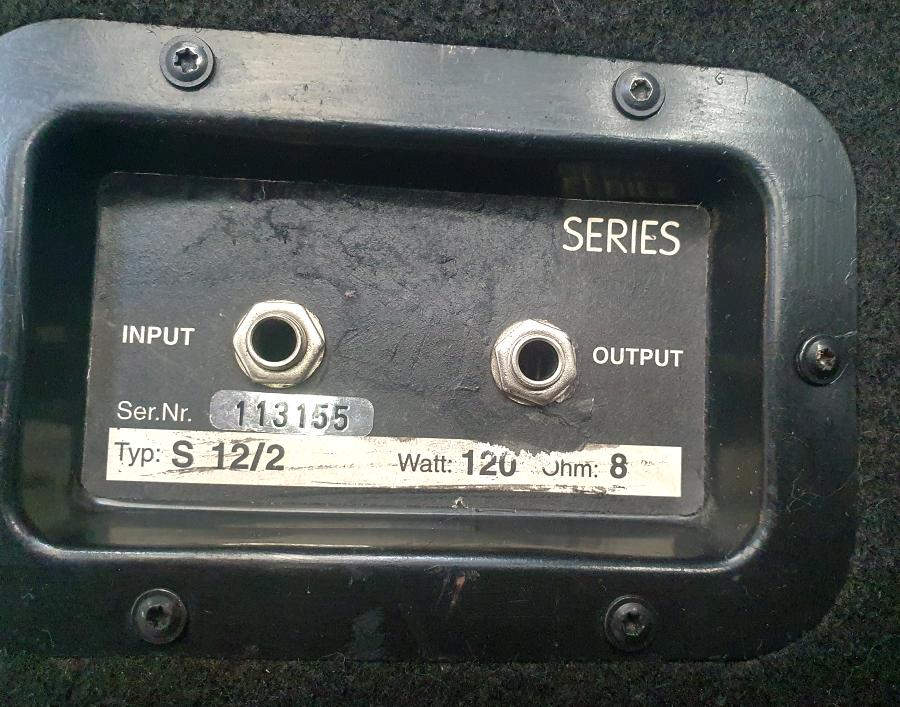 SERIES
INPUT
OUTPUT
Ser.Nr. 113155
Typ: S 12/2 Watt: 120 Ohm: 8